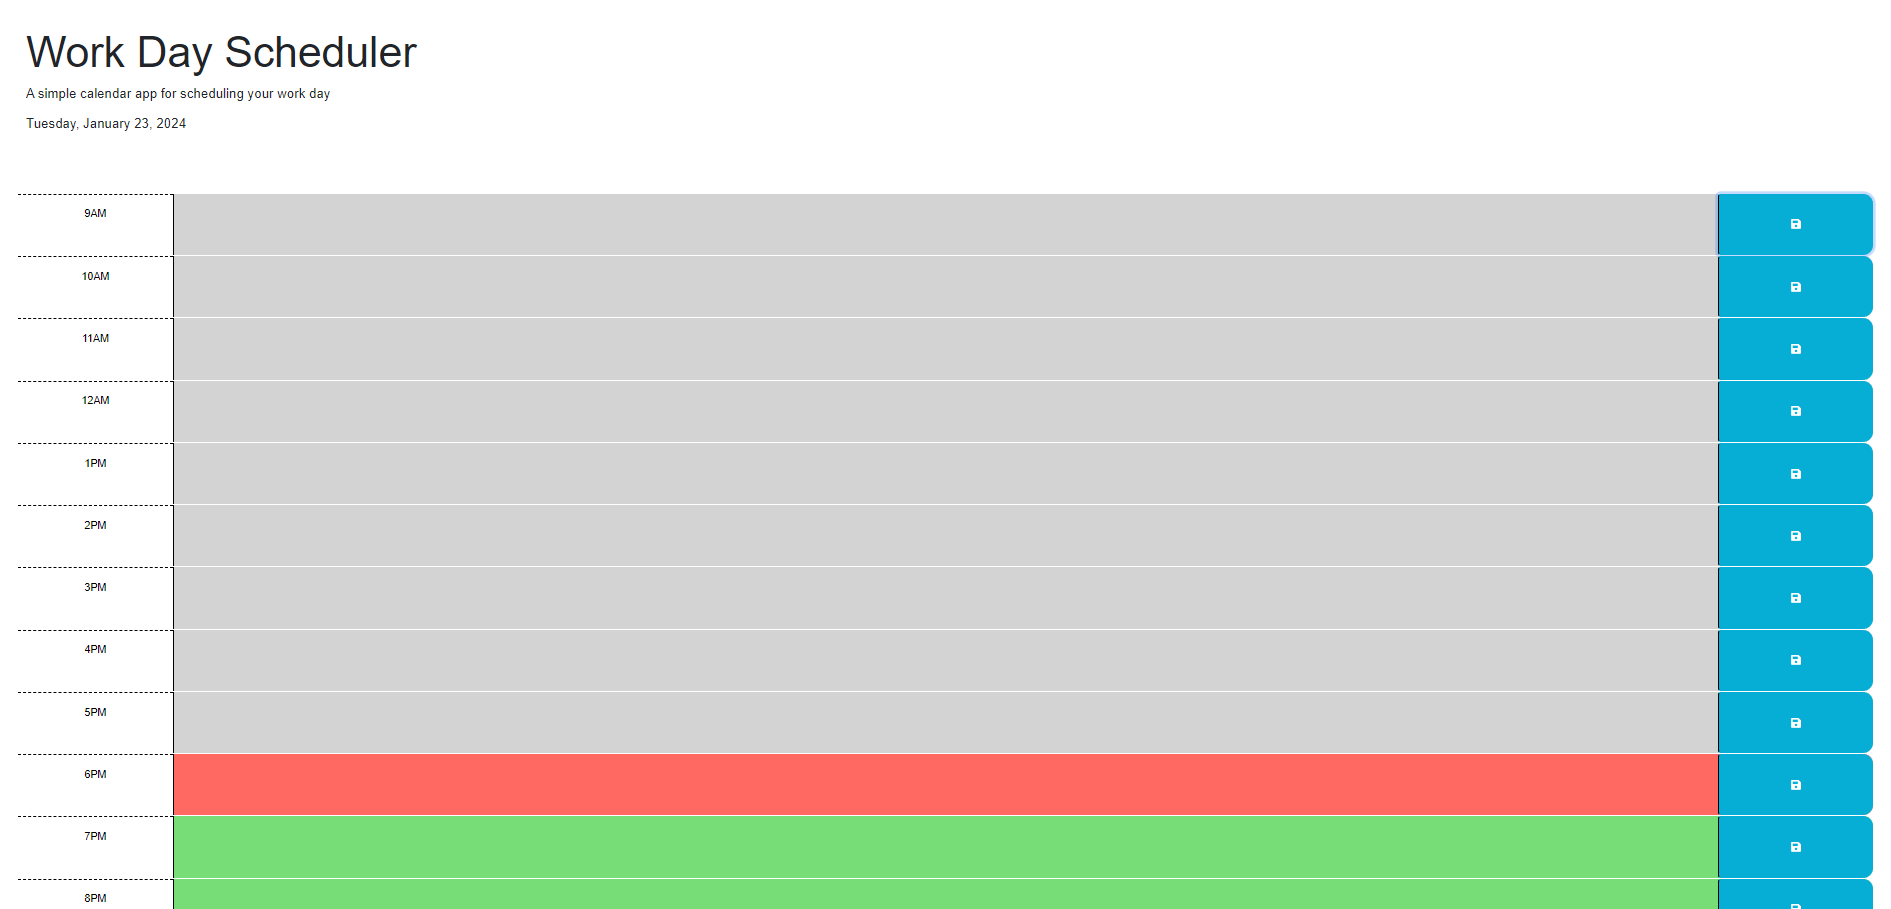 Work Day Scheduler
A simple calendar app for scheduling your work day
Tuesday, January 23, 2024
9AM
10AM
11AM
12AM
1PM
2PM
3PM
4PM
5PM
6PM
7PM
8PM